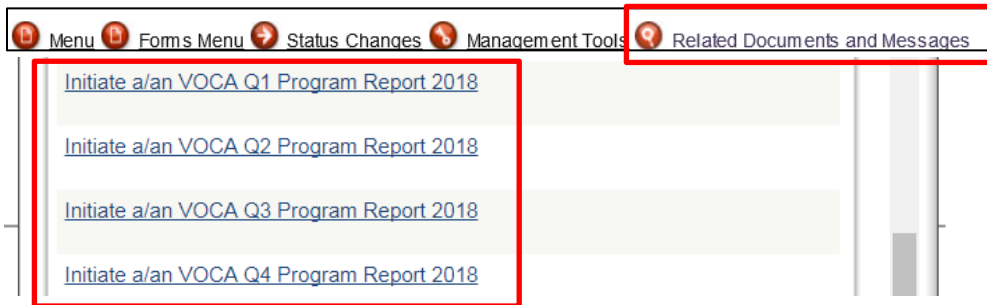 Menu Forms Menu Status Changes Management Tools Related Documents and Messages
Initiate a/an VOCA Q1 Program Report 2018
Initiate a/an VOCA Q2 Program Report 2018
Initiate a/an VOCA Q3 Program Report 2018
Initiate a/an VOCA Q4 Program Report 2018